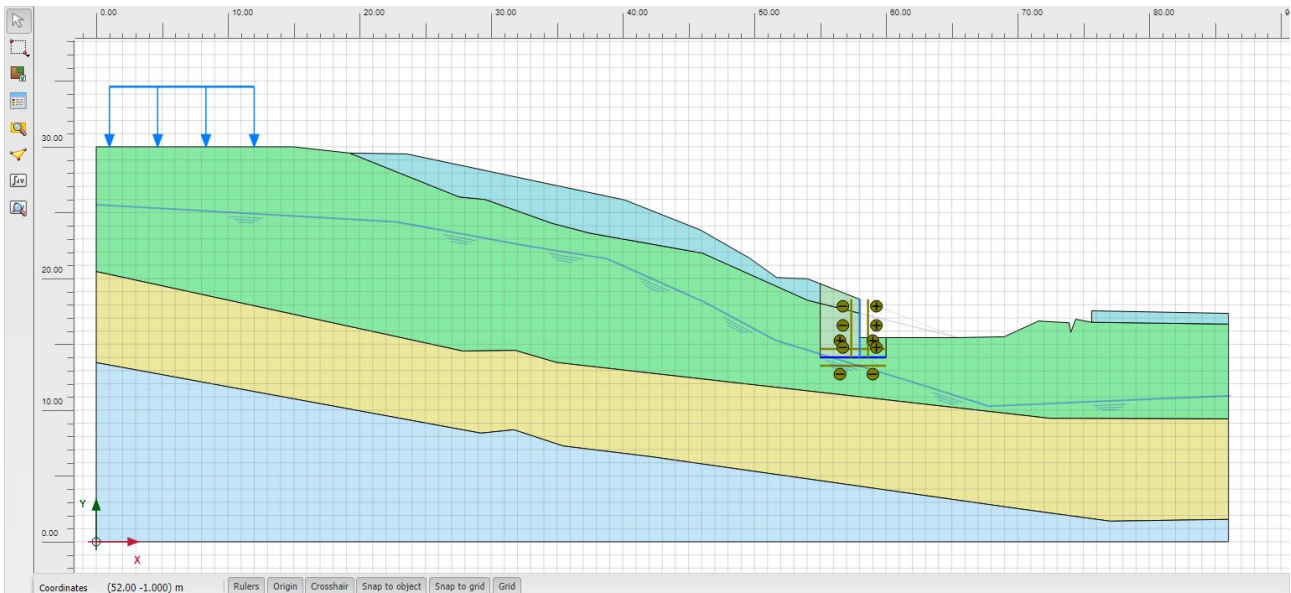 0.00 10.00 20.00 30.00 40.00 50.00 60.00 70.00 80.00
30.00
20.00
10.00
0.00
Y
X
Coordinates (52.00 -1.000) m Rulers Origin Crosshair Snap to object Snap to grid Grid